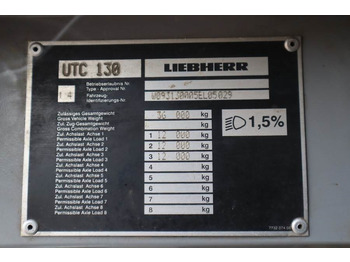 UTC 130 LIEBHERR
Betriebserlaubnis Nr.
Type - Approval Nr.
14 Fahrzeug-
Identifizierungs-Nr.
Zulässiges Gesamtgewicht 36 000 kg
Gross Vehicle Weight
Zul. Zug-Gesamtgewicht kg
Gross Combination Weight
Zul. Achslast Achse 1 1 12 000 kg
Permissible Axle Load 1
Zul. Achslast Achse 2 2 12 000 kg
Permissible Axle Load 2
Zul. Achslast Achse 3 3 12 000 kg
Permissible Axle Load 3
Zul. Achslast Achse 4 4 kg
Permissible Axle Load 4
Zul. Achslast Achse 5 5 kg
Permissible Axle Load 5
Zul. Achslast Achse 6 6 kg
Permissible Axle Load 6
Zul. Achslast Achse 7 7 kg
Permissible Axle Load 7
Zul. Achslast Achse 8 8 kg
Permissible Axle Load 8
1,5%